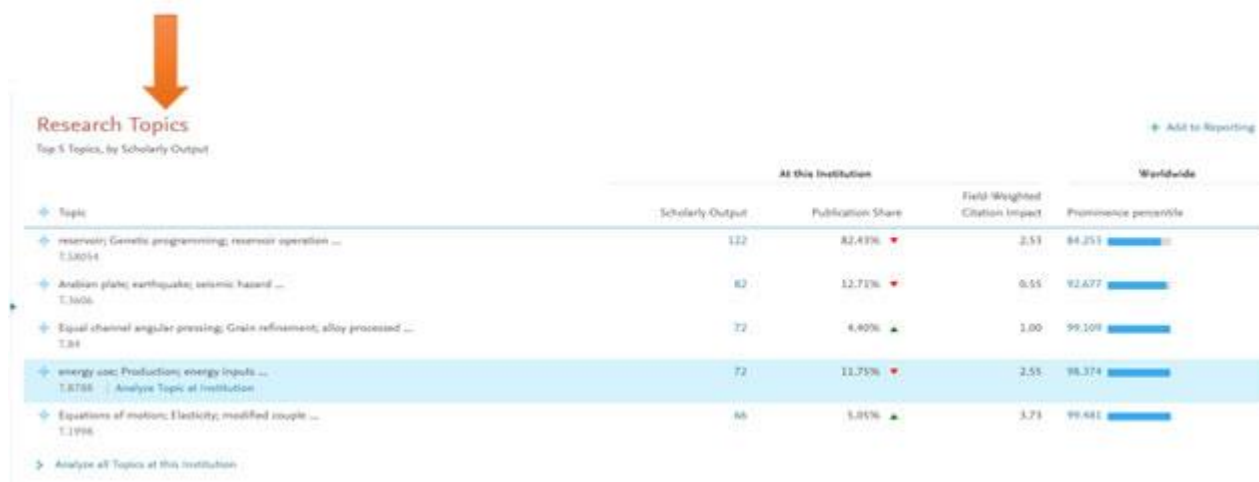 Research Topics
+ Add to Reporting
Top 5 Topics, by Scholarly Output
At this Institution Worldwide
Topic Scholarly Output Publication Share Field-Weighted Citation Impact Prominence percentile
reservoir; Genetic programming; reservoir operation ... 122 82.43% ▼ 2.53 84.253
Arabian plate; earthquake; seismic hazard ... 82 12.71% ▼ 0.55 92.677
T.3606
Equal channel angular pressing; Grain refinement; alloy processed ... 72 4.40% ▲ 1.00 99.109
T.84
energy use; Production; energy inputs ... 72 11.75% ▼ 2.55 98.374
T.8788 | Analyze Topic at Institution
Equations of motion; Elasticity; modified couple ... 66 5.05% ▲ 3.73 99.481
T.1998
> Analyze all Topics at this Institution